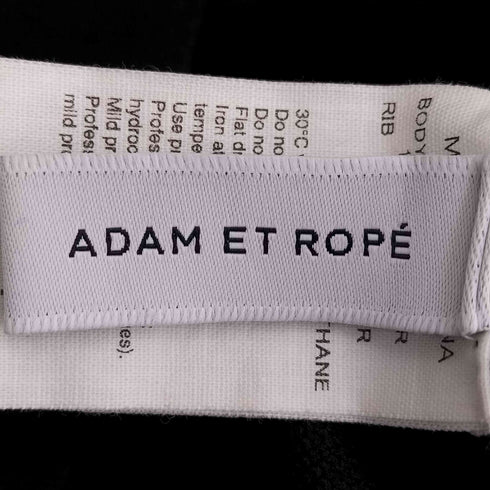 ADAM ET ROPÉ
30°C
Do no
Do no
Flat d
Iron a
tempe
Use p
Profes
hydroc
Mild p
Profes
mild pr
BODY
RIB
THANE
es).